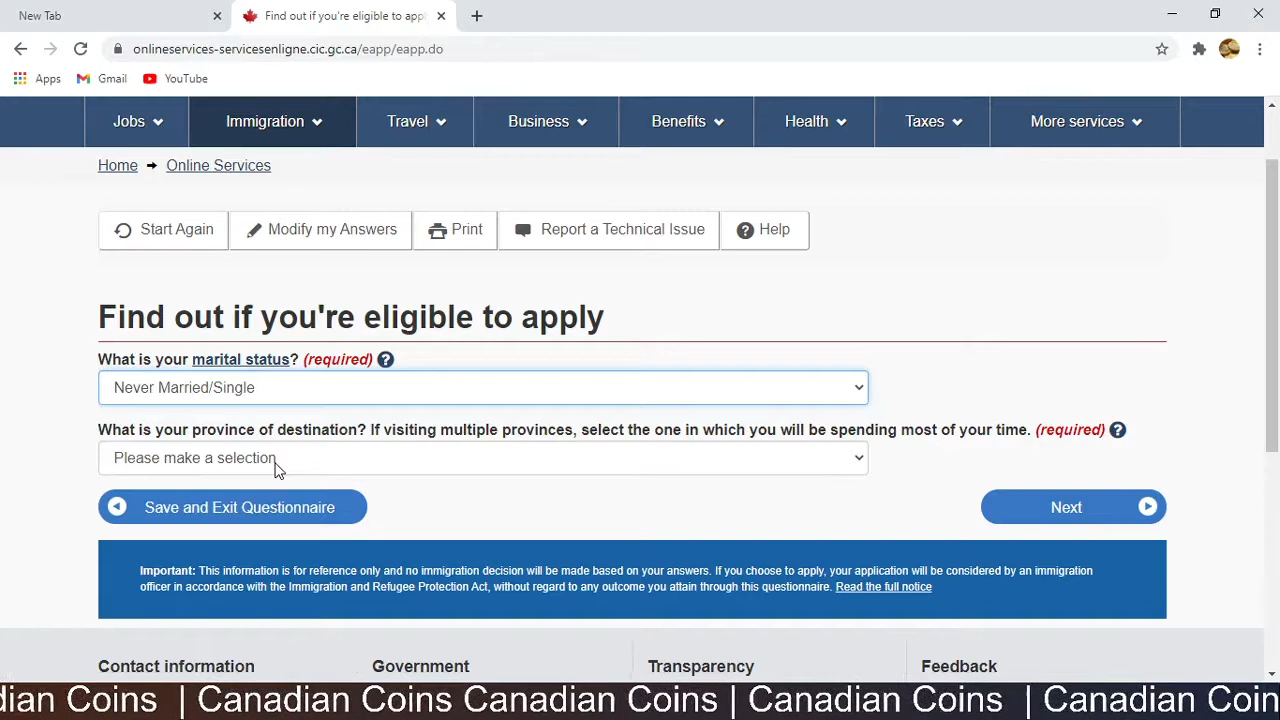 New Tab
Find out if you're eligible to apply
onlineservices-servicesenligne.cic.gc.ca/eapp/eapp.do
Apps Gmail YouTube
Jobs Immigration Travel Business Benefits Health Taxes More services
Home Online Services
Start Again Modify my Answers Print Report a Technical Issue Help
Find out if you're eligible to apply
What is your marital status? (required)
Never Married/Single
What is your province of destination? If visiting multiple provinces, select the one in which you will be spending most of your time. (required)
Please make a selection
Save and Exit Questionnaire Next
Important: This information is for reference only and no immigration decision will be made based on your answers. If you choose to apply, your application will be considered by an immigration
officer in accordance with the Immigration and Refugee Protection Act, without regard to any outcome you attain through this questionnaire. Read the full notice
Contact information Government Transparency Feedback
dian Coins | Canadian Coins Canadian Coins | Canadian Coins | Canadian Coin